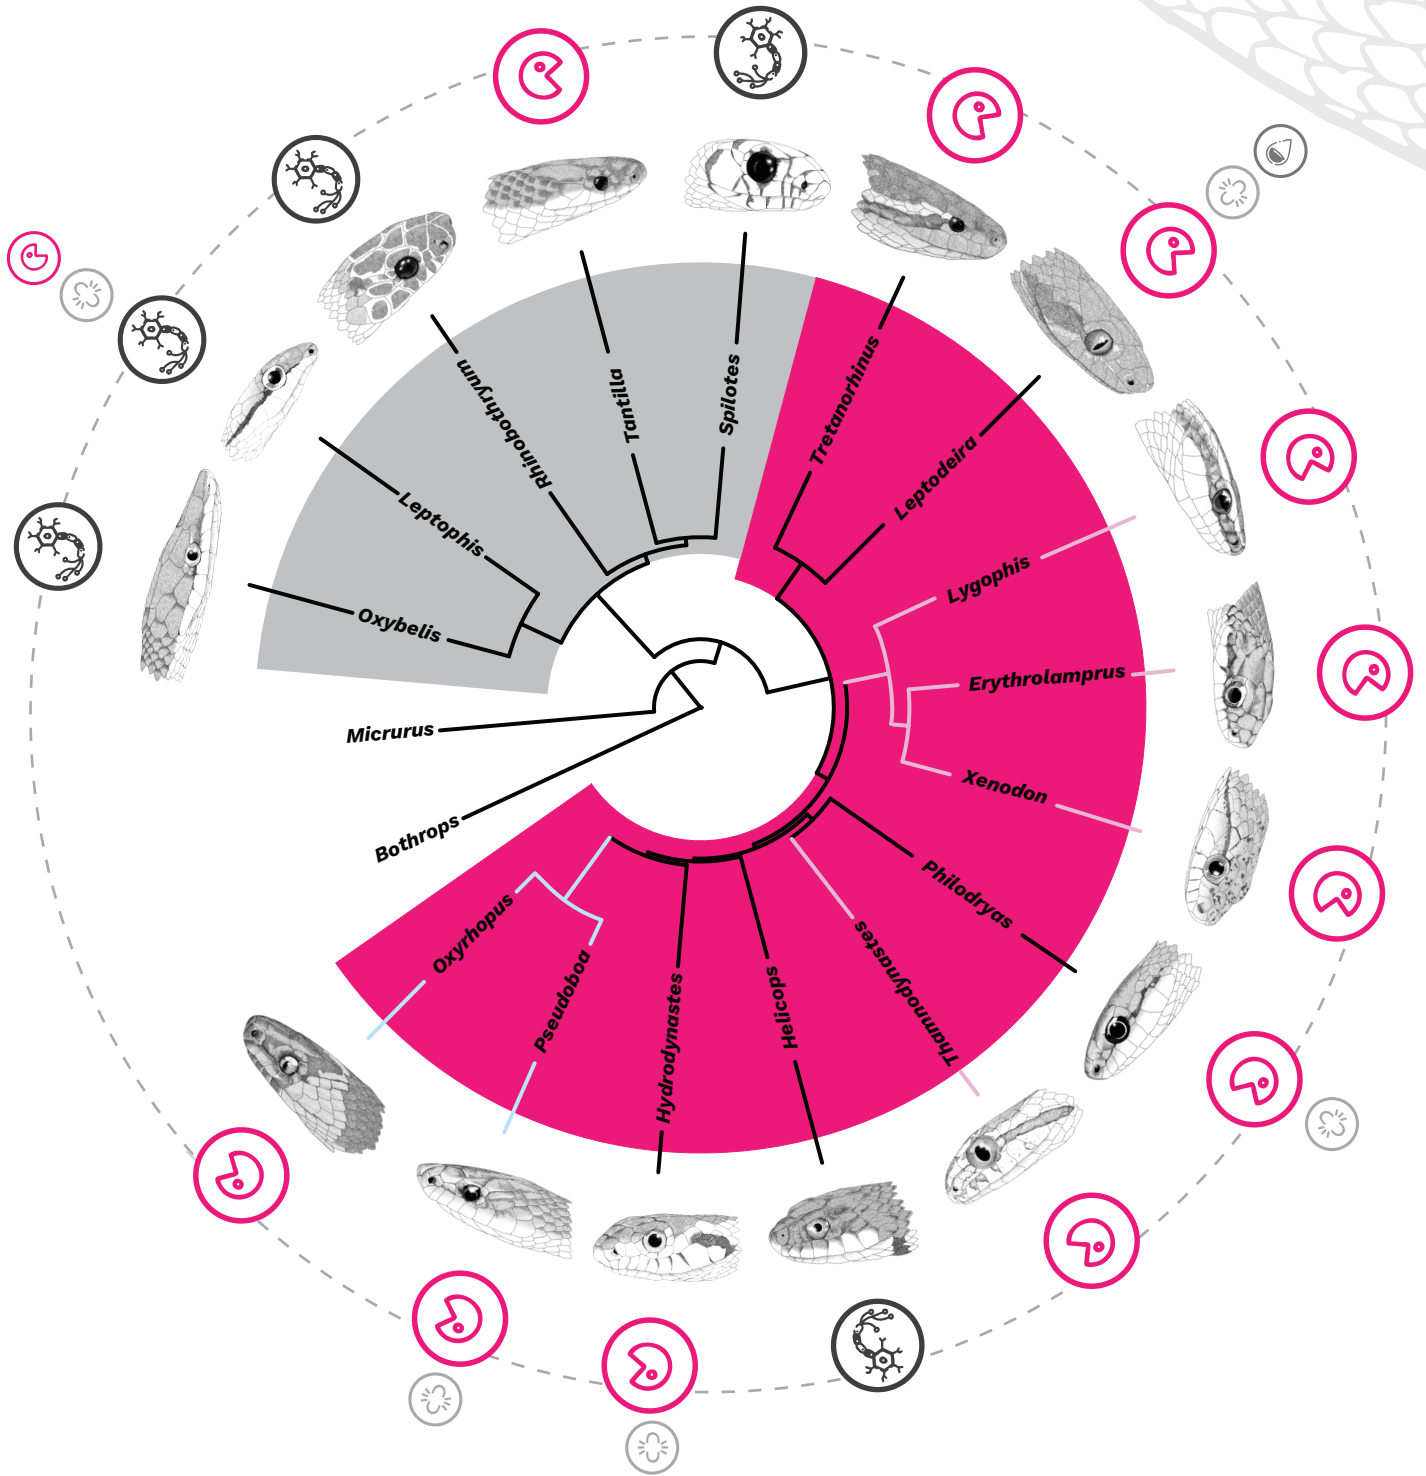 Bothrops
Micrurus
Oxybelis
Leptophis
Rhinobothryum
Tantilla
Spilotes
Tretanorhinus
Leptodeira
Lygophis
Erythrolamprus
Xenodon
Philodryas
Thamnodynastes
Helicops
Hydrodynastes
Pseudoboa
Oxyrhopus